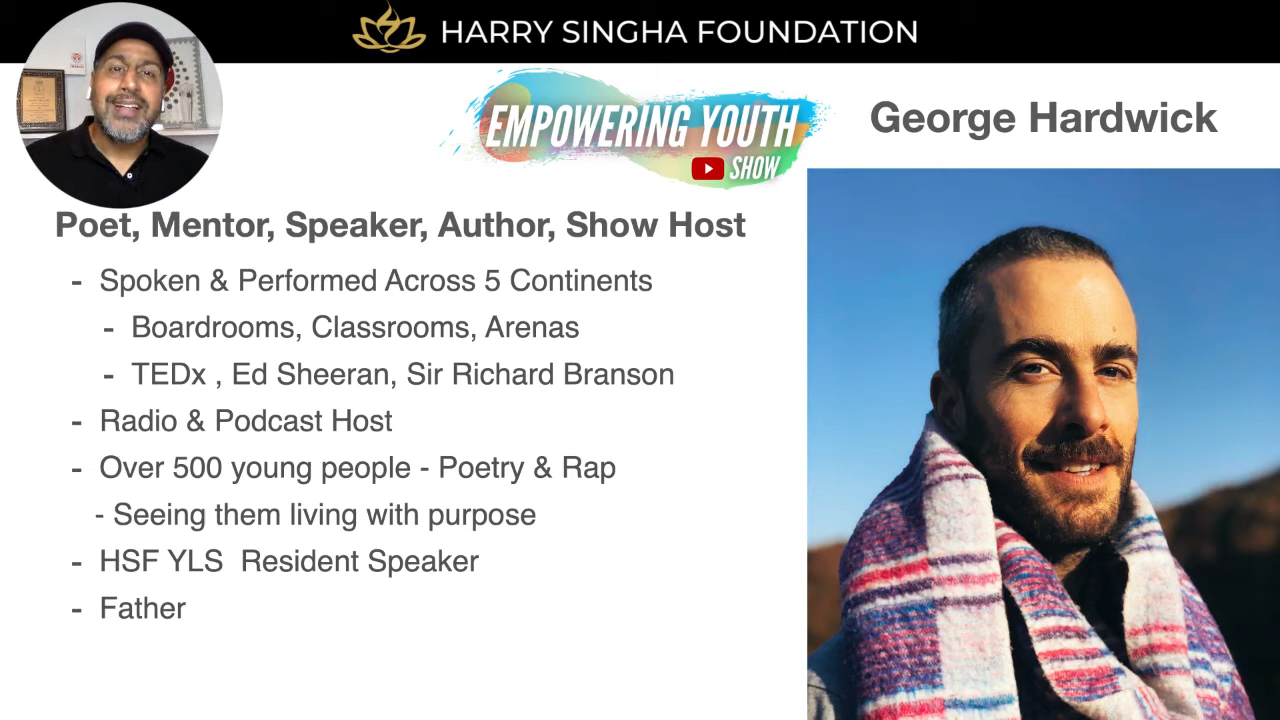 HARRY SINGHA FOUNDATION
EMPOWERING YOUTH
SHOW
George Hardwick
Poet, Mentor, Speaker, Author, Show Host
- Spoken & Performed Across 5 Continents
- Boardrooms, Classrooms, Arenas
- TEDx , Ed Sheeran, Sir Richard Branson
- Radio & Podcast Host
- Over 500 young people - Poetry & Rap
- Seeing them living with purpose
- HSF YLS  Resident Speaker
- Father